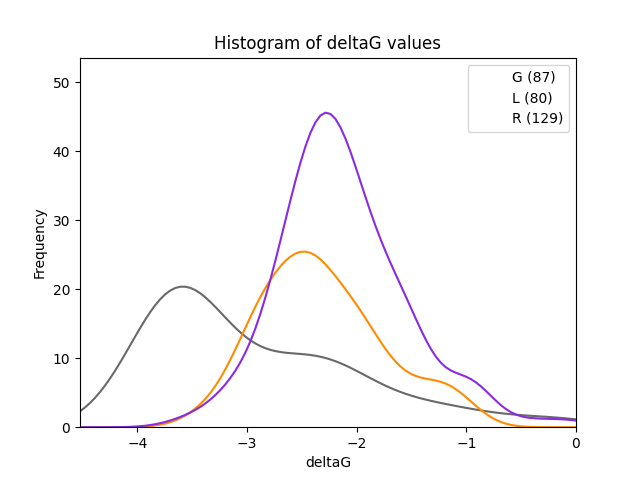 Histogram of deltaG values
G (87)
L (80)
R (129)
50
40
30
20
10
0
Frequency
−4
−3
−2
−1
0
deltaG